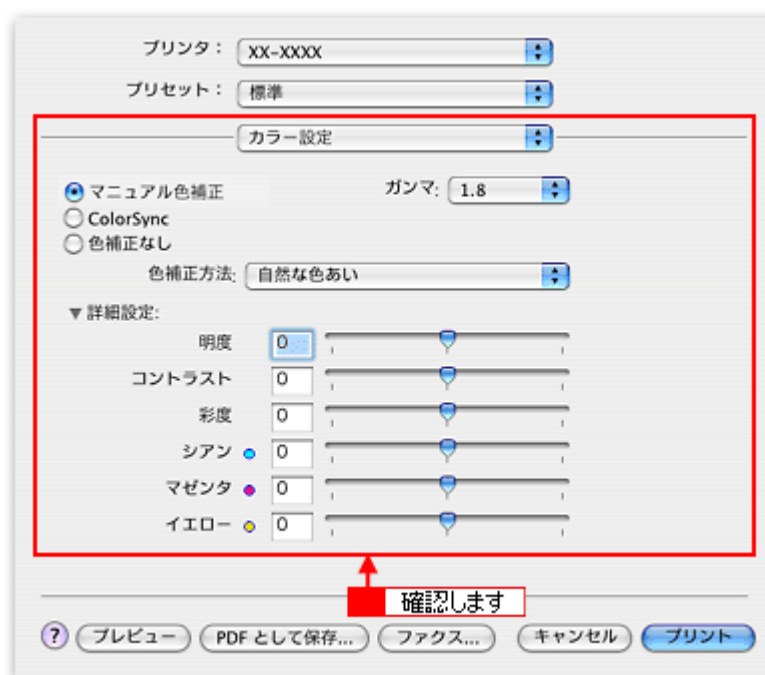 プリンタ： XX-XXXX
プリセット： 標準
カラー設定
マニュアル色補正 ガンマ: 1.8
ColorSync
色補正なし
色補正方法: 自然な色あい
▼詳細設定:
明度 0
コントラスト 0
彩度 0
シアン 0
マゼンタ 0
イエロー 0
確認します
? プレビュー PDF として保存... ファクス... キャンセル プリント